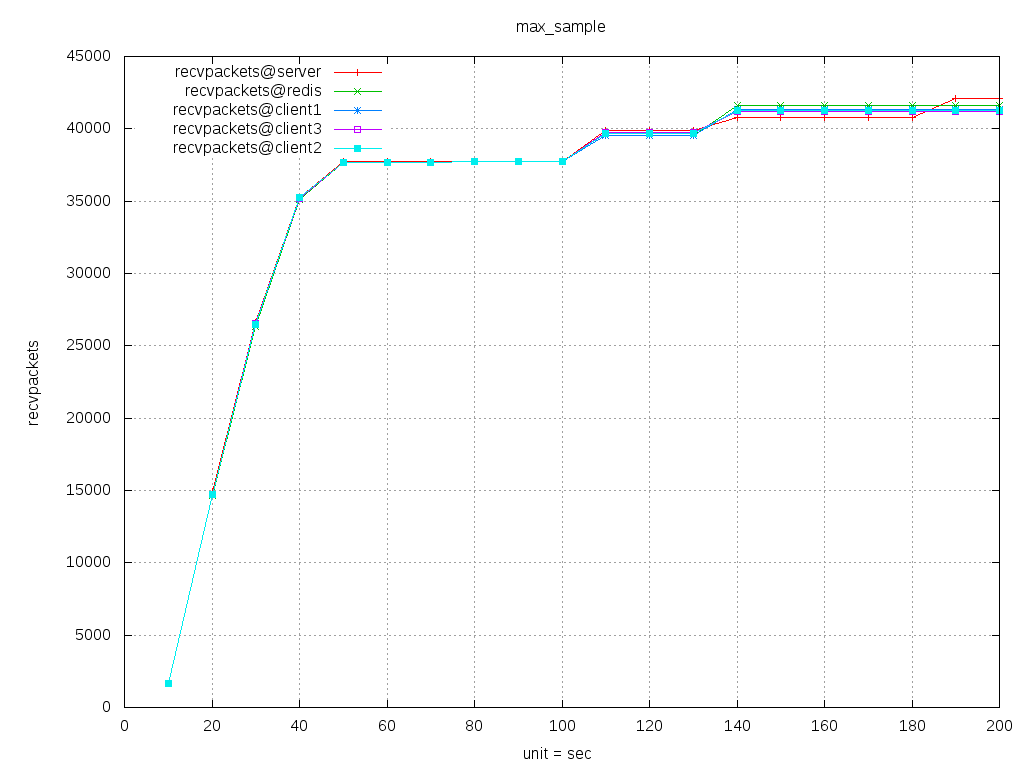 max_sample
45000
40000
35000
30000
25000
20000
15000
10000
5000
0
recvpackets@server
recvpackets@redis
recvpackets@client1
recvpackets@client3
recvpackets@client2
recvpackets
0 20 40 60 80 100 120 140 160 180 200
unit = sec